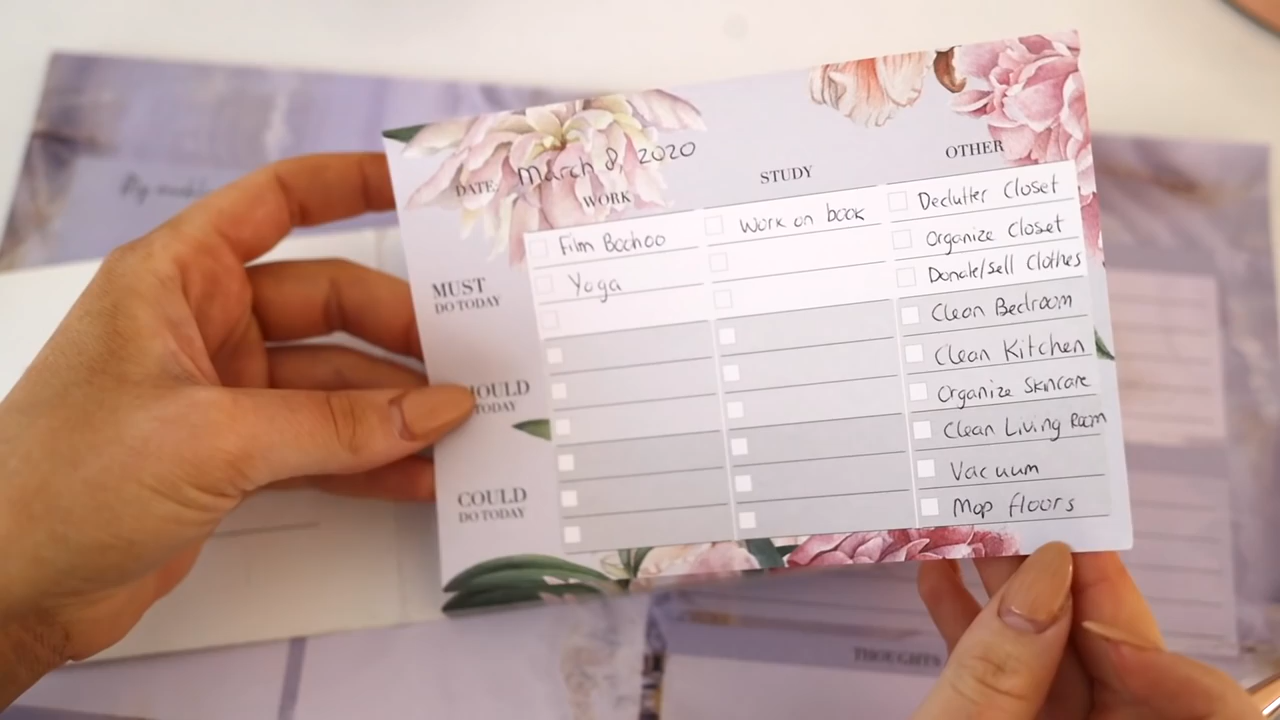 DATE: March 8, 2020
WORK
STUDY
OTHER
MUST
DO TODAY
Film Boohoo
Work on book
Declutter Closet
Yoga
Organize Closet
Donate/sell Clothes
OULD
TODAY
Clean Bedroom
Clean Kitchen
Organize Skincare
COULD
DO TODAY
Clean Living Room
Vacuum
Mop floors
THOUGHTS